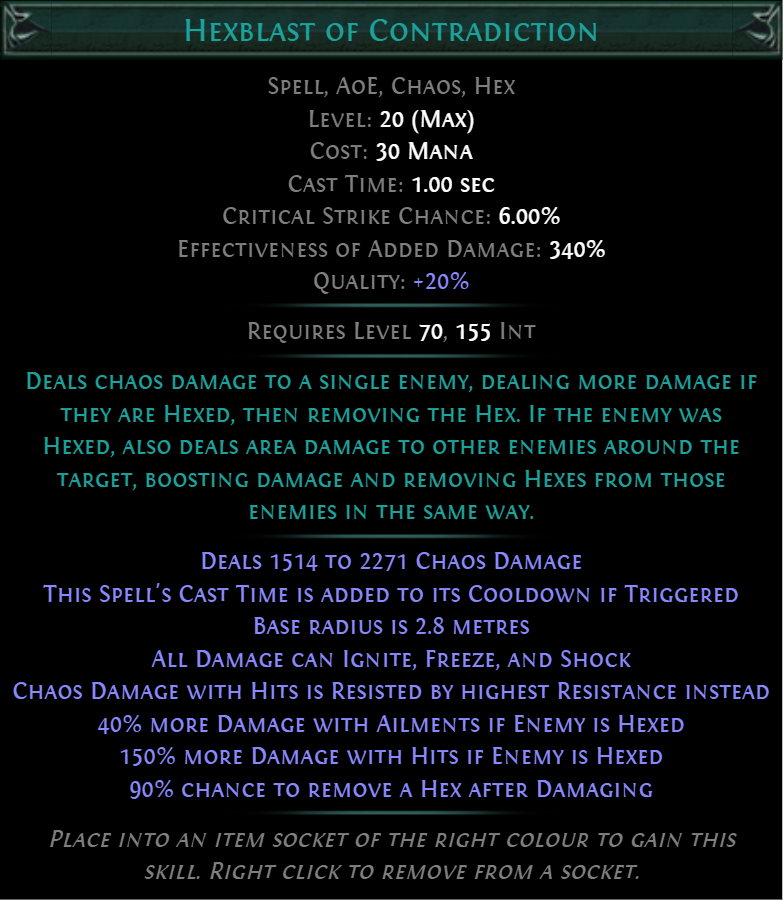 Hexblast of Contradiction
Spell, AoE, Chaos, Hex
Level: 20 (Max)
Cost: 30 Mana
Cast Time: 1.00 sec
Critical Strike Chance: 6.00%
Effectiveness of Added Damage: 340%
Quality: +20%
Requires Level 70, 155 Int
Deals chaos damage to a single enemy, dealing more damage if
they are Hexed, then removing the Hex. If the enemy was
Hexed, also deals area damage to other enemies around the
target, boosting damage and removing Hexes from those
enemies in the same way.
Deals 1514 to 2271 Chaos Damage
This Spell's Cast Time is added to its Cooldown if Triggered
Base radius is 2.8 metres
All Damage can Ignite, Freeze, and Shock
Chaos Damage with Hits is Resisted by highest Resistance instead
40% more Damage with Ailments if Enemy is Hexed
150% more Damage with Hits if Enemy is Hexed
90% chance to remove a Hex after Damaging
Place into an item socket of the right colour to gain this
skill. Right click to remove from a socket.